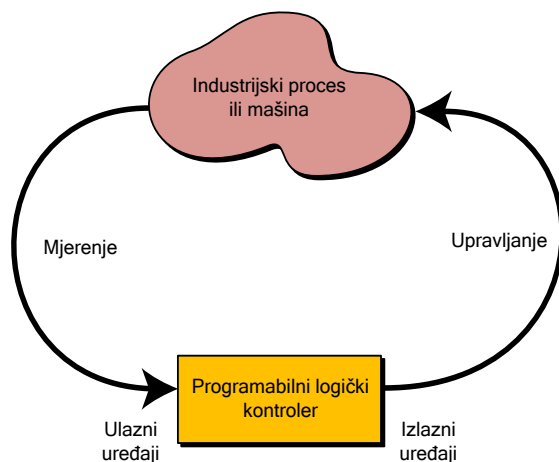 Industrijski proces
ili mašina
Mjerenje
Upravljanje
Programabilni logički
kontroler
Ulazni
uređaji
Izlazni
uređaji